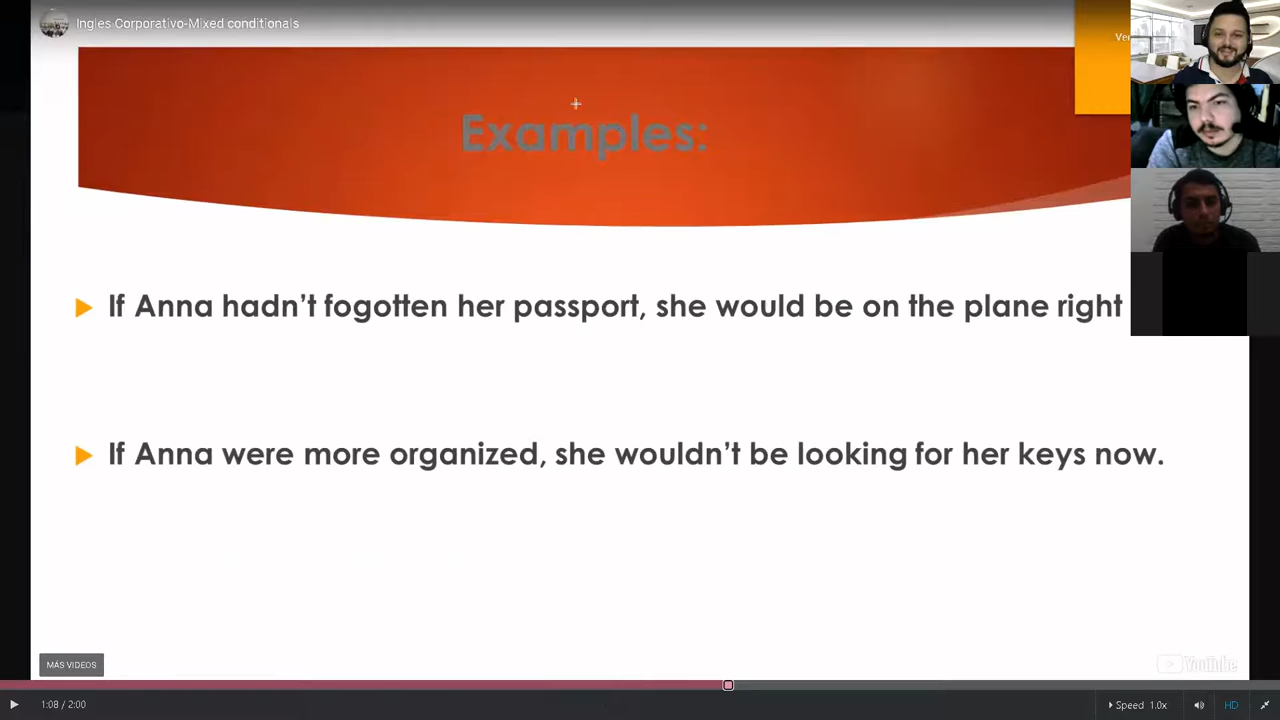 Ingles Corporativo-Mixed conditionals
Examples:
If Anna hadn't fogotten her passport, she would be on the plane right
If Anna were more organized, she wouldn't be looking for her keys now.
MÁS VIDEOS
YouTube
1:08 / 2:00
Speed 1.0x
HD